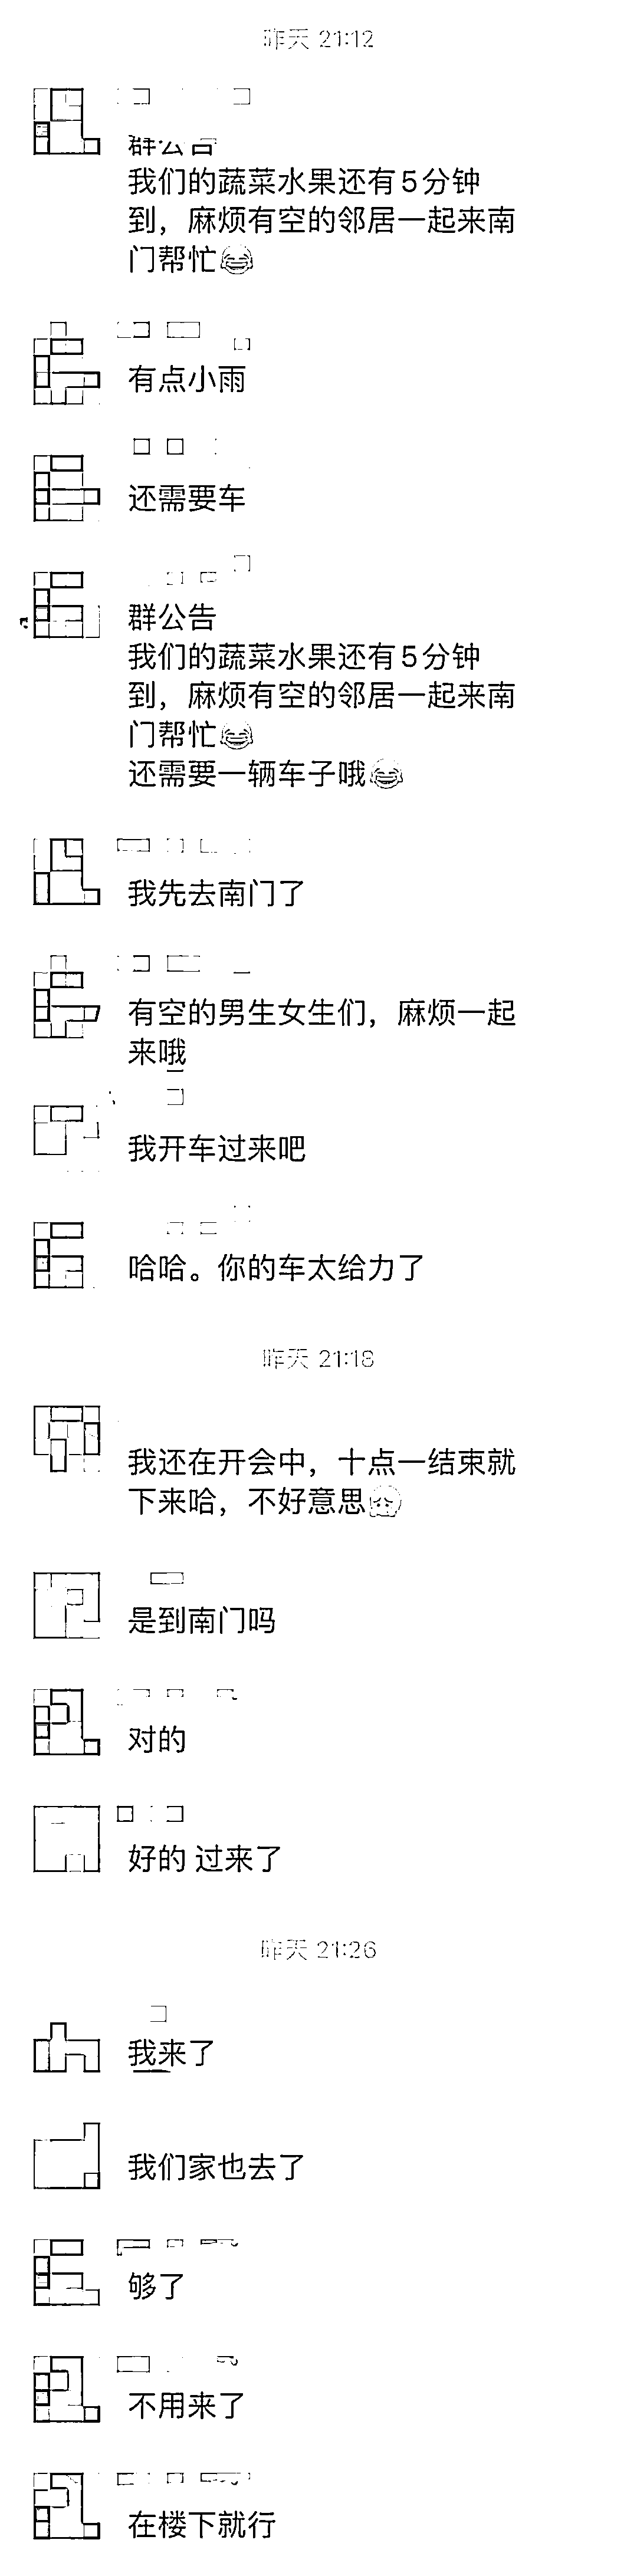 昨天 21:12
群公告
我们的蔬菜水果还有5分钟
到，麻烦有空的邻居一起来南
门帮忙😂
有点小雨
还需要车
群公告
我们的蔬菜水果还有5分钟
到，麻烦有空的邻居一起来南
门帮忙😂
还需要一辆车子哦😂
我先去南门了
有空的男生女生们，麻烦一起
来哦
我开车过来吧
哈哈。你的车太给力了
昨天 21:18
我还在开会中，十点一结束就
下来哈，不好意思
是到南门吗
对的
好的 过来了
昨天 21:26
我来了
我们家也去了
够了
不用来了
在楼下就行